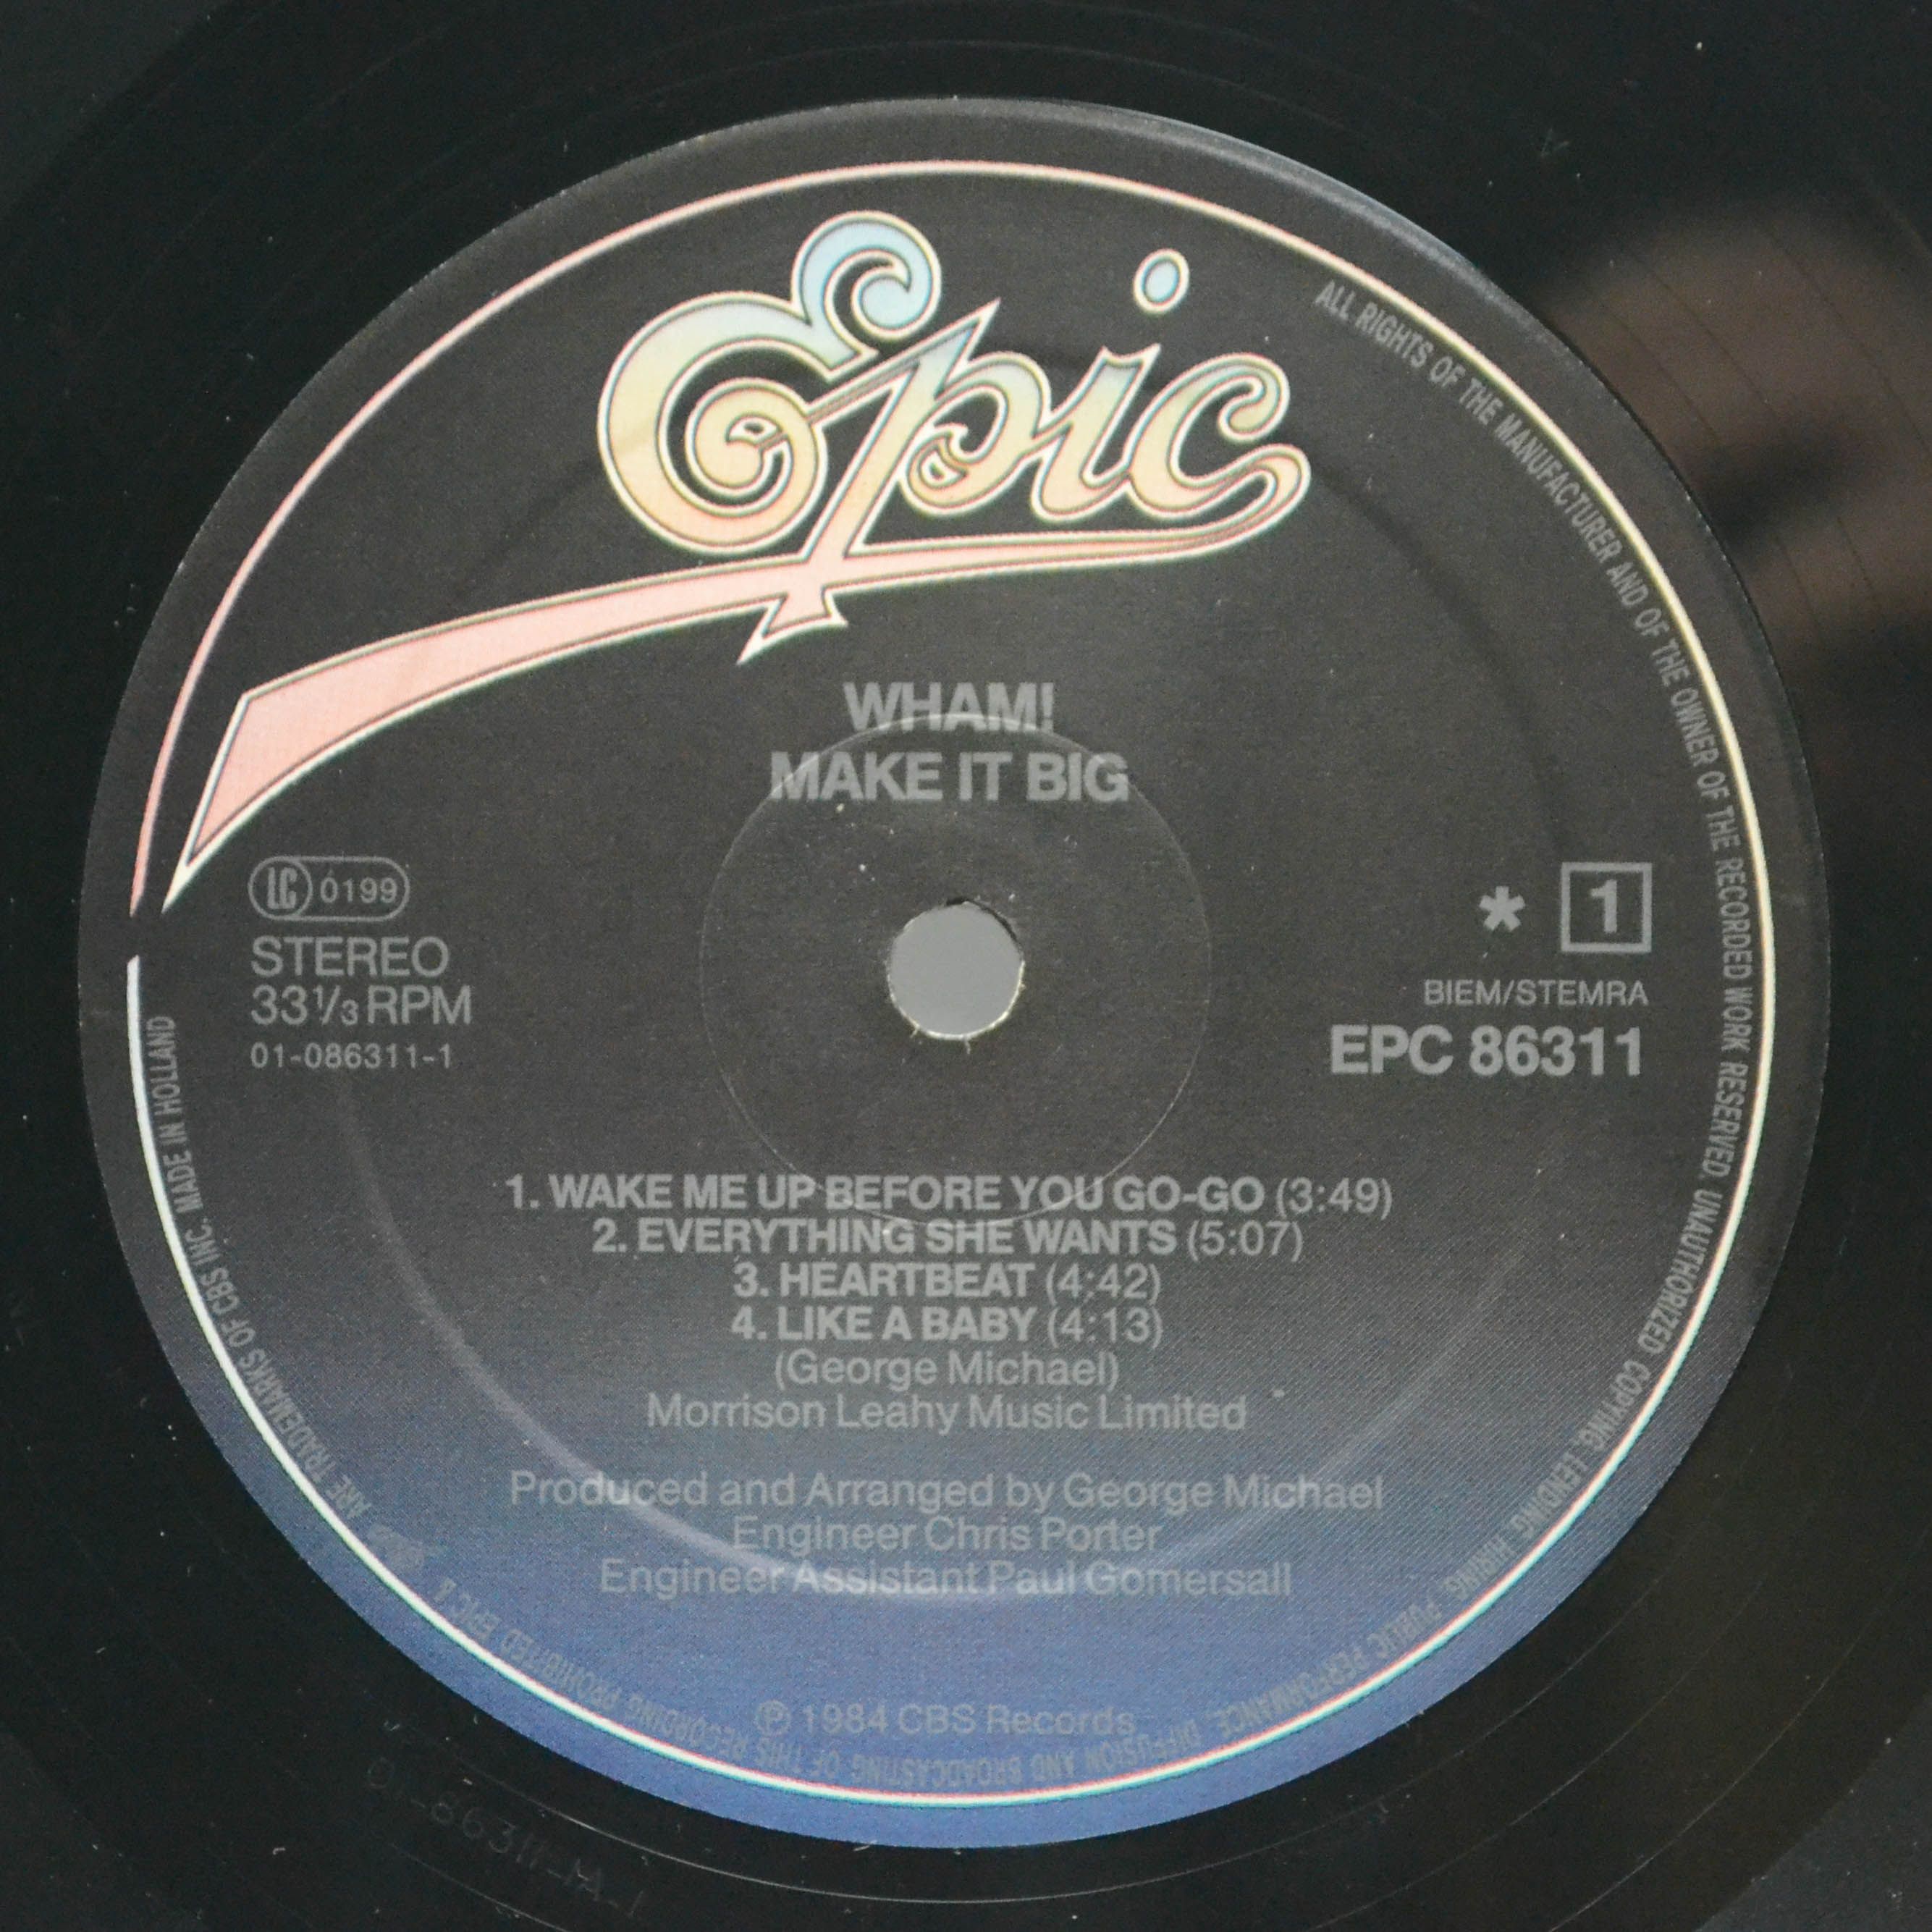 Epic
WHAM!
MAKE IT BIG
LC 0199
STEREO
33 1/3 RPM
01-086311-1
* 1
BIEM/STEMRA
EPC 86311
1. WAKE ME UP BEFORE YOU GO-GO (3:49)
2. EVERYTHING SHE WANTS (5:07)
3. HEARTBEAT (4:42)
4. LIKE A BABY (4:13)
(George Michael)
Morrison Leahy Music Limited
Produced and Arranged by George Michael
Engineer Chris Porter
Engineer Assistant Paul Gomersall
℗ 1984 CBS Records
ALL RIGHTS OF THE MANUFACTURER AND OF THE OWNER OF THE RECORDED WORK RESERVED. UNAUTHORIZED COPYING, LENDING, HIRING, PUBLIC PERFORMANCE, DIFFUSION AND BROADCASTING OF THIS RECORDING PROHIBITED EPIC & ARE TRADEMARKS OF CBS INC. MADE IN HOLLAND